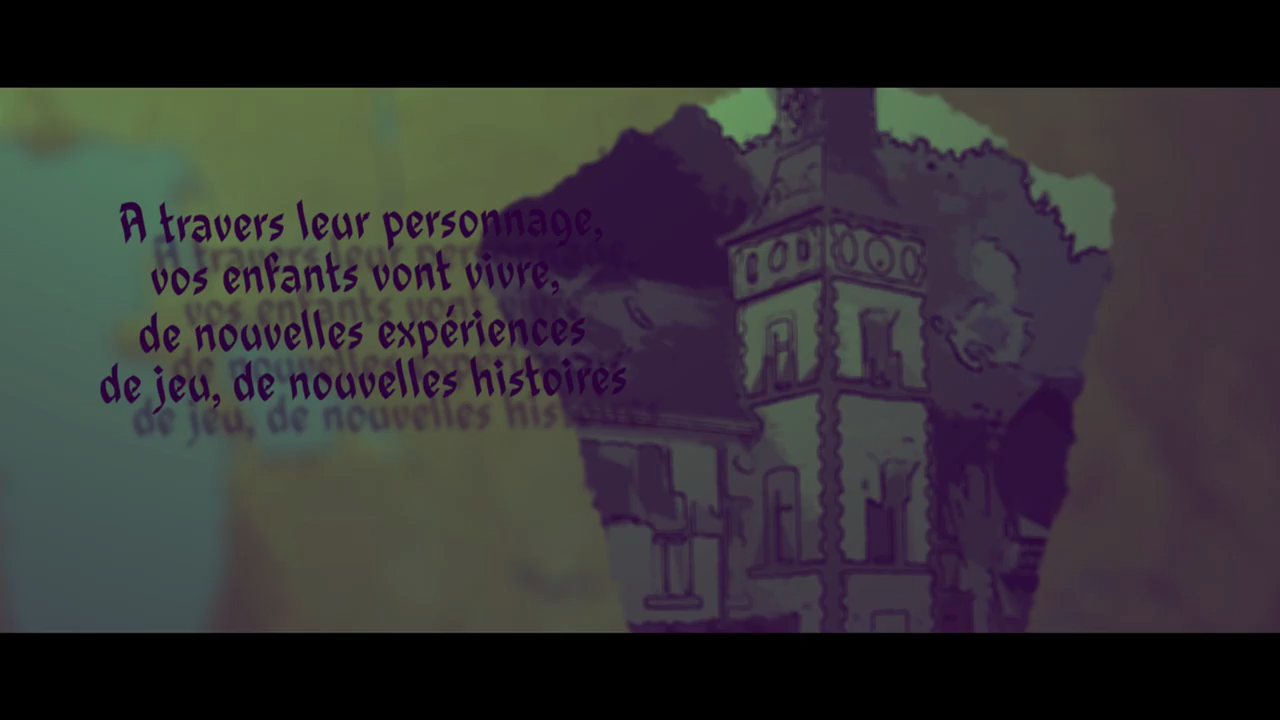 A travers leur personnage,
vos enfants vont vivre,
de nouvelles expériences
de jeu, de nouvelles histoires